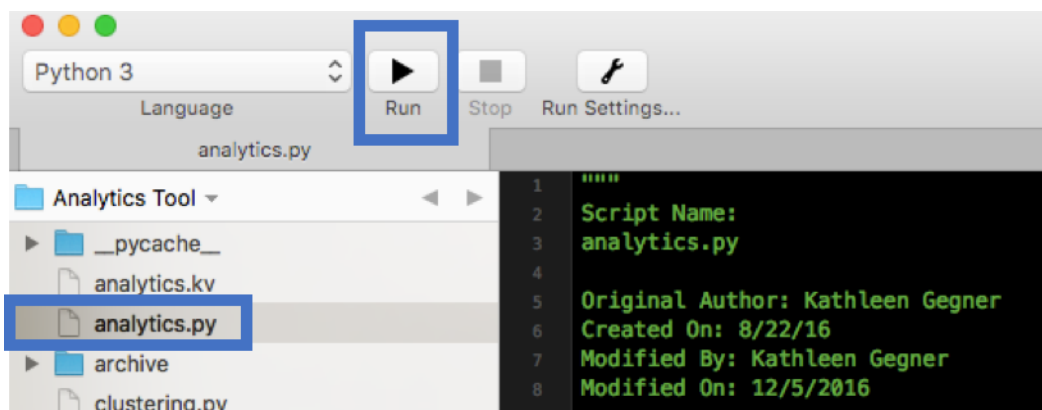 Python 3
Language
Run
Stop
Run Settings...
analytics.py
Analytics Tool
__pycache__
analytics.kv
analytics.py
archive
clustering.py
1 """
2 Script Name:
3 analytics.py
4
5 Original Author: Kathleen Gegner
6 Created On: 8/22/16
7 Modified By: Kathleen Gegner
8 Modified On: 12/5/2016